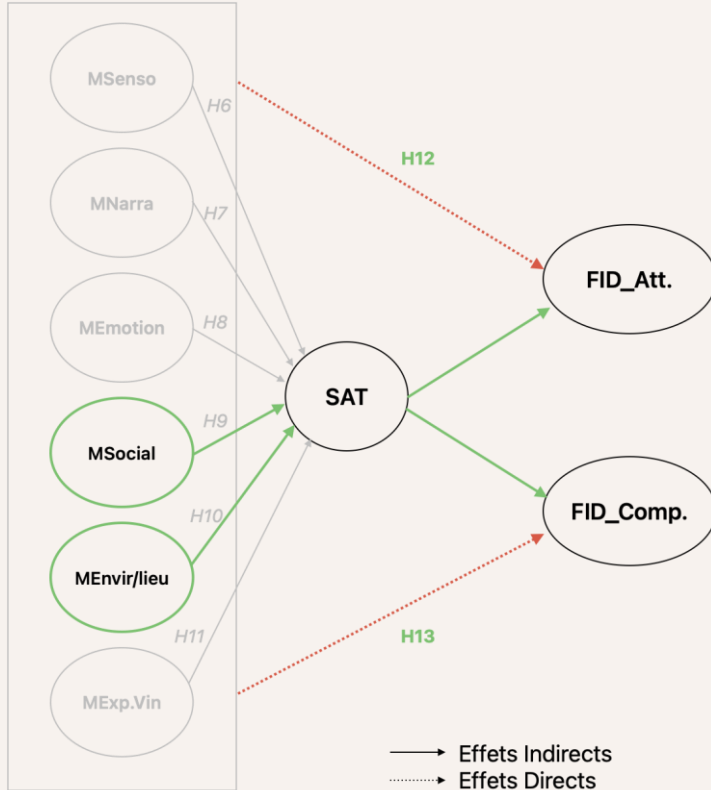 MSenso
H6
H12
MNarra
H7
FID_Att.
MEmotion
H8
SAT
MSocial
H9
FID_Comp.
H10
MEnvir/lieu
H11
H13
MExp.Vin
Effets Indirects
Effets Directs